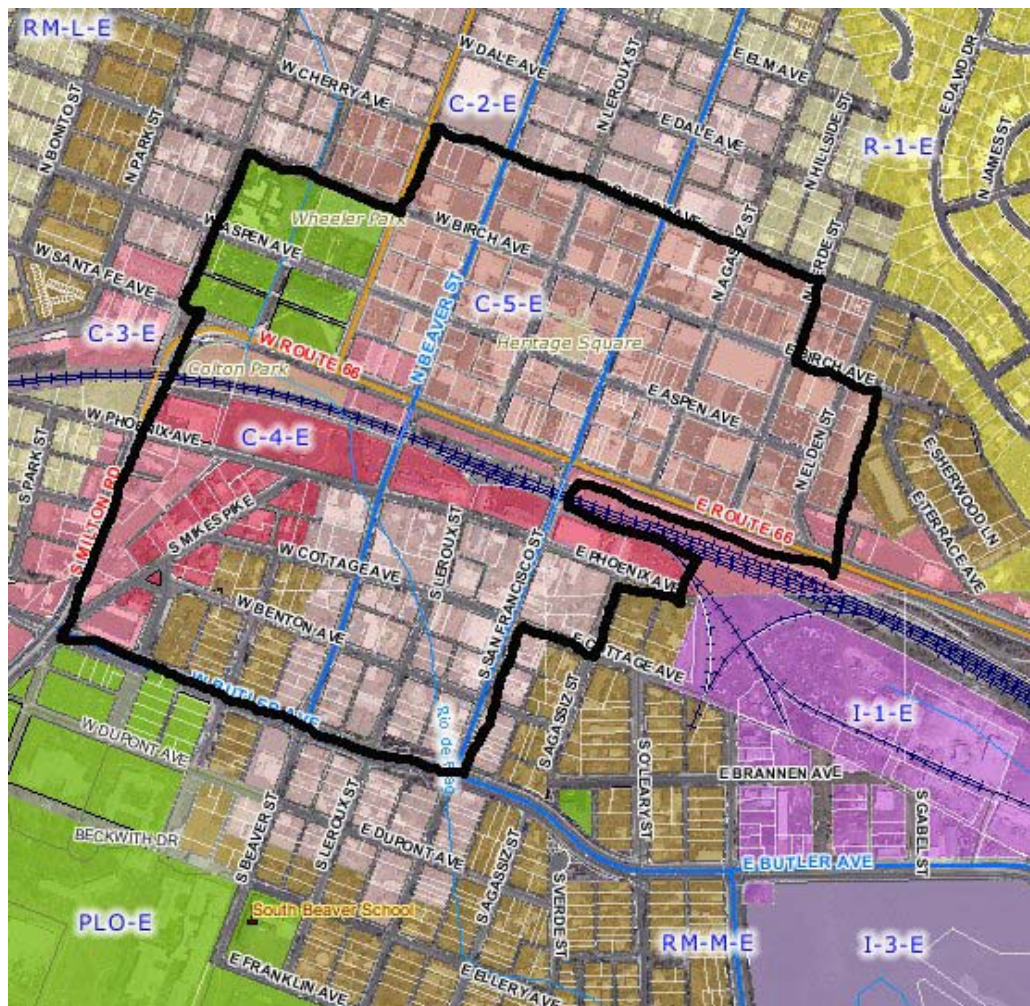 RM-L-E
W DALE AVE
E ELM AVE
E DAVID DR
W CHERRY AVE
C-2-E
N LEROUX ST
N BONITO ST
N PARK ST
E DALE AVE
N HILLSIDE ST
R-1-E
N JAMES ST
Wheeler Park
W ASPEN AVE
W BIRCH AVE
N AGASSIZ ST
W SANTA FE AVE
N BEAVER ST
C-5-E
C-3-E
W ROUTE 66
Heritage Square
E BIRCH AVE
Colton Park
E ASPEN AVE
W PHOENIX AVE
C-4-E
N ELDEN ST
E SHERWOOD LN
S PARK ST
S MILTON RD
S MIKES PIKE
E ROUTE 66
E TERRACE AVE
S LEROUX ST
W COTTAGE AVE
E PHOENIX AVE
S SAN FRANCISCO ST
W BENTON AVE
E COTTAGE AVE
W BUTLER AVE
S AGASSIZ ST
I-1-E
W DUPONT AVE
Rio de
S O'LEARY ST
E BRANNEN AVE
S GABEL ST
BECKWITH DR
S BEAVER ST
S LEROUX ST
E DUPONT AVE
E BUTLER AVE
S AGASSIZ ST
S VERDE ST
PLO-E
South Beaver School
RM-M-E
I-3-E
E FRANKLIN AVE
E ELLERY AVE